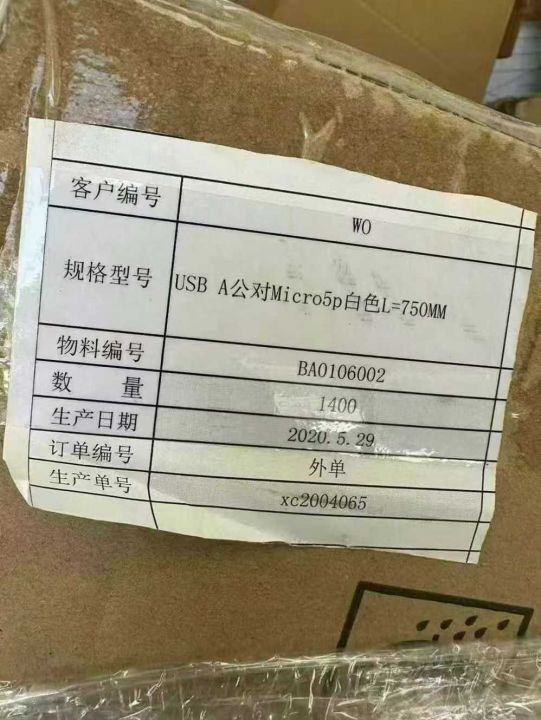 客户编号 WO
规格型号 USB A公对Micro5p白色L=750MM
物料编号 BA0106002
数 量 1400
生产日期 2020.5.29
订单编号 外单
生产单号 xc2004065